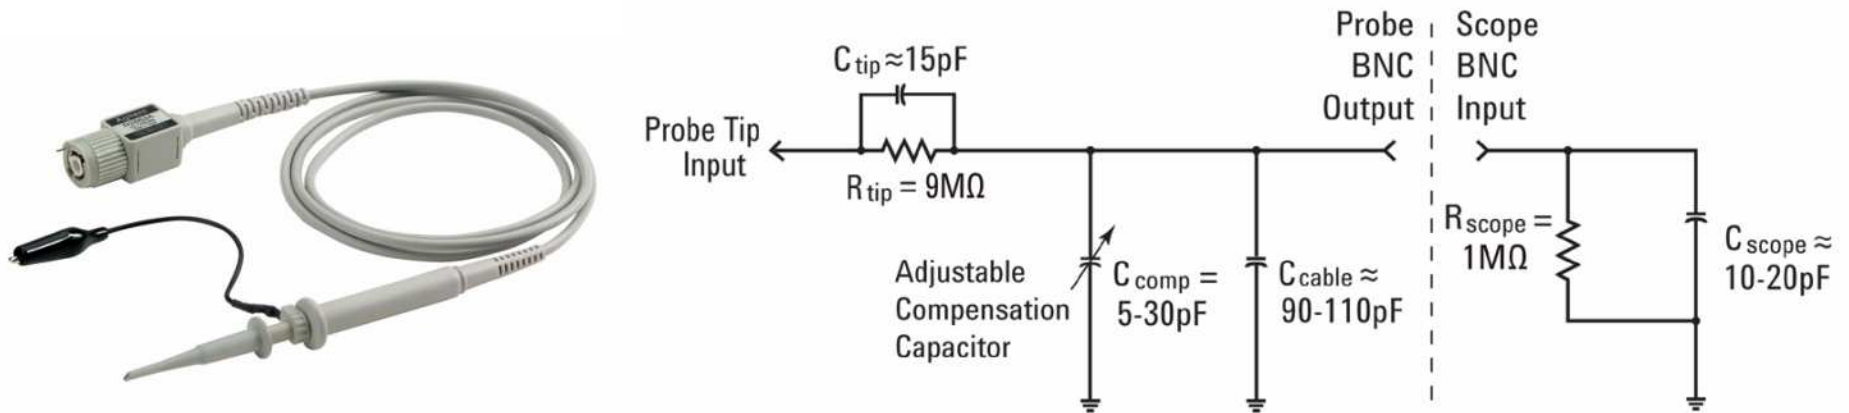 Probe Tip
Input
C tip ≈15pF
R tip = 9MΩ
Adjustable
Compensation
Capacitor
C comp =
5-30pF
C cable ≈
90-110pF
Probe
BNC
Output
Scope
BNC
Input
R scope =
1MΩ
C scope ≈
10-20pF